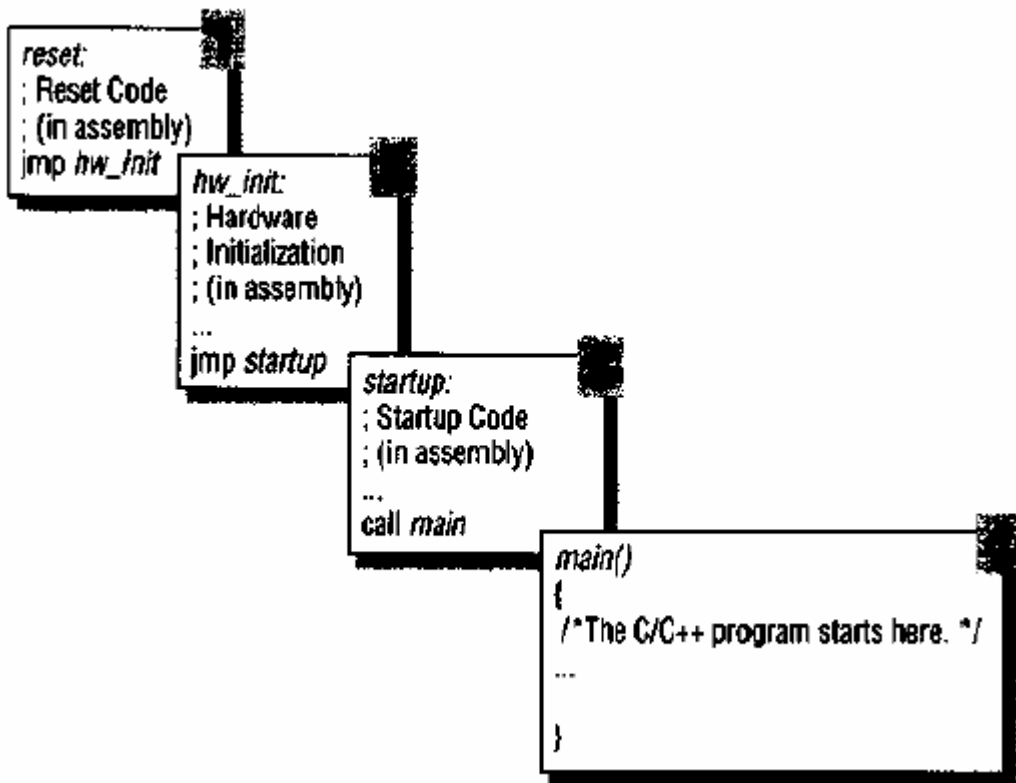 reset:
; Reset Code
; (in assembly)
jmp hw_init
hw_init:
; Hardware
; Initialization
; (in assembly)
...
jmp startup
startup:
; Startup Code
; (in assembly)
...
call main
main()
{
/*The C/C++ program starts here. */
...
}